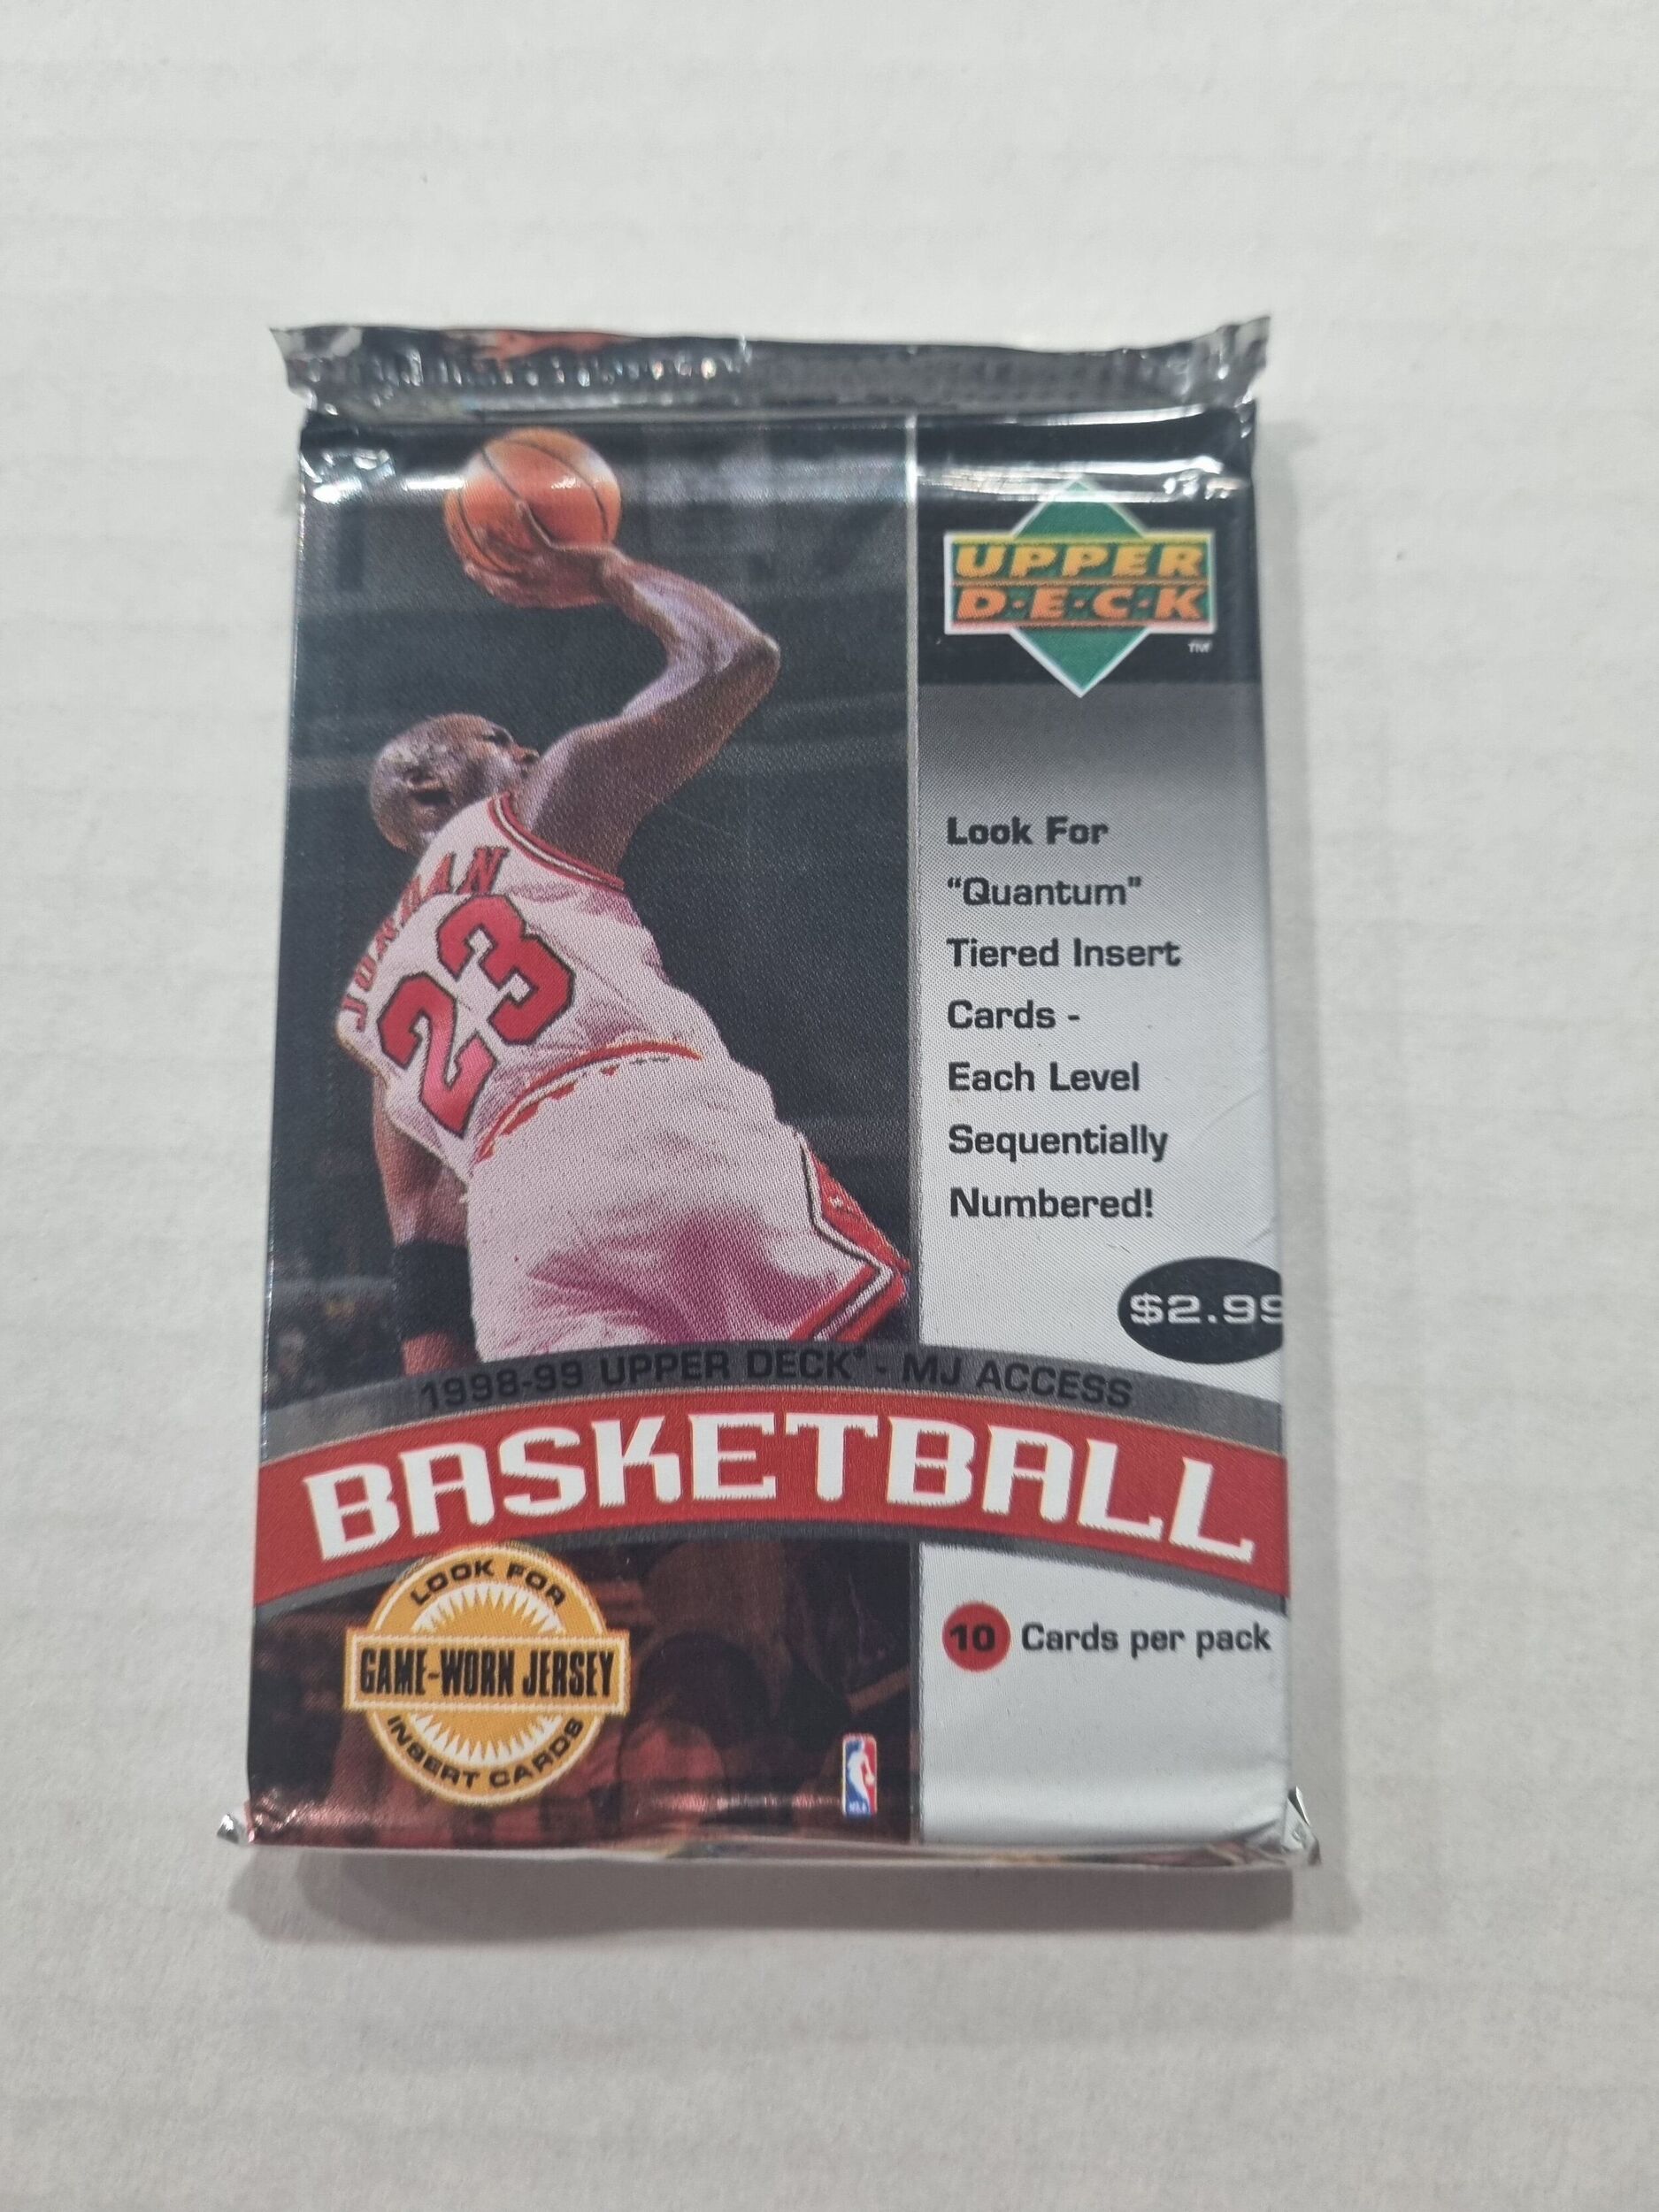 UPPER
D·E·C·K
TM
JORDAN
23
Look For
"Quantum"
Tiered Insert
Cards -
Each Level
Sequentially
Numbered!
$2.99
1998-99 UPPER DECK® - MJ ACCESS
BASKETBALL
LOOK FOR
GAME-WORN JERSEY
INSERT CARDS
10 Cards per pack
NBA